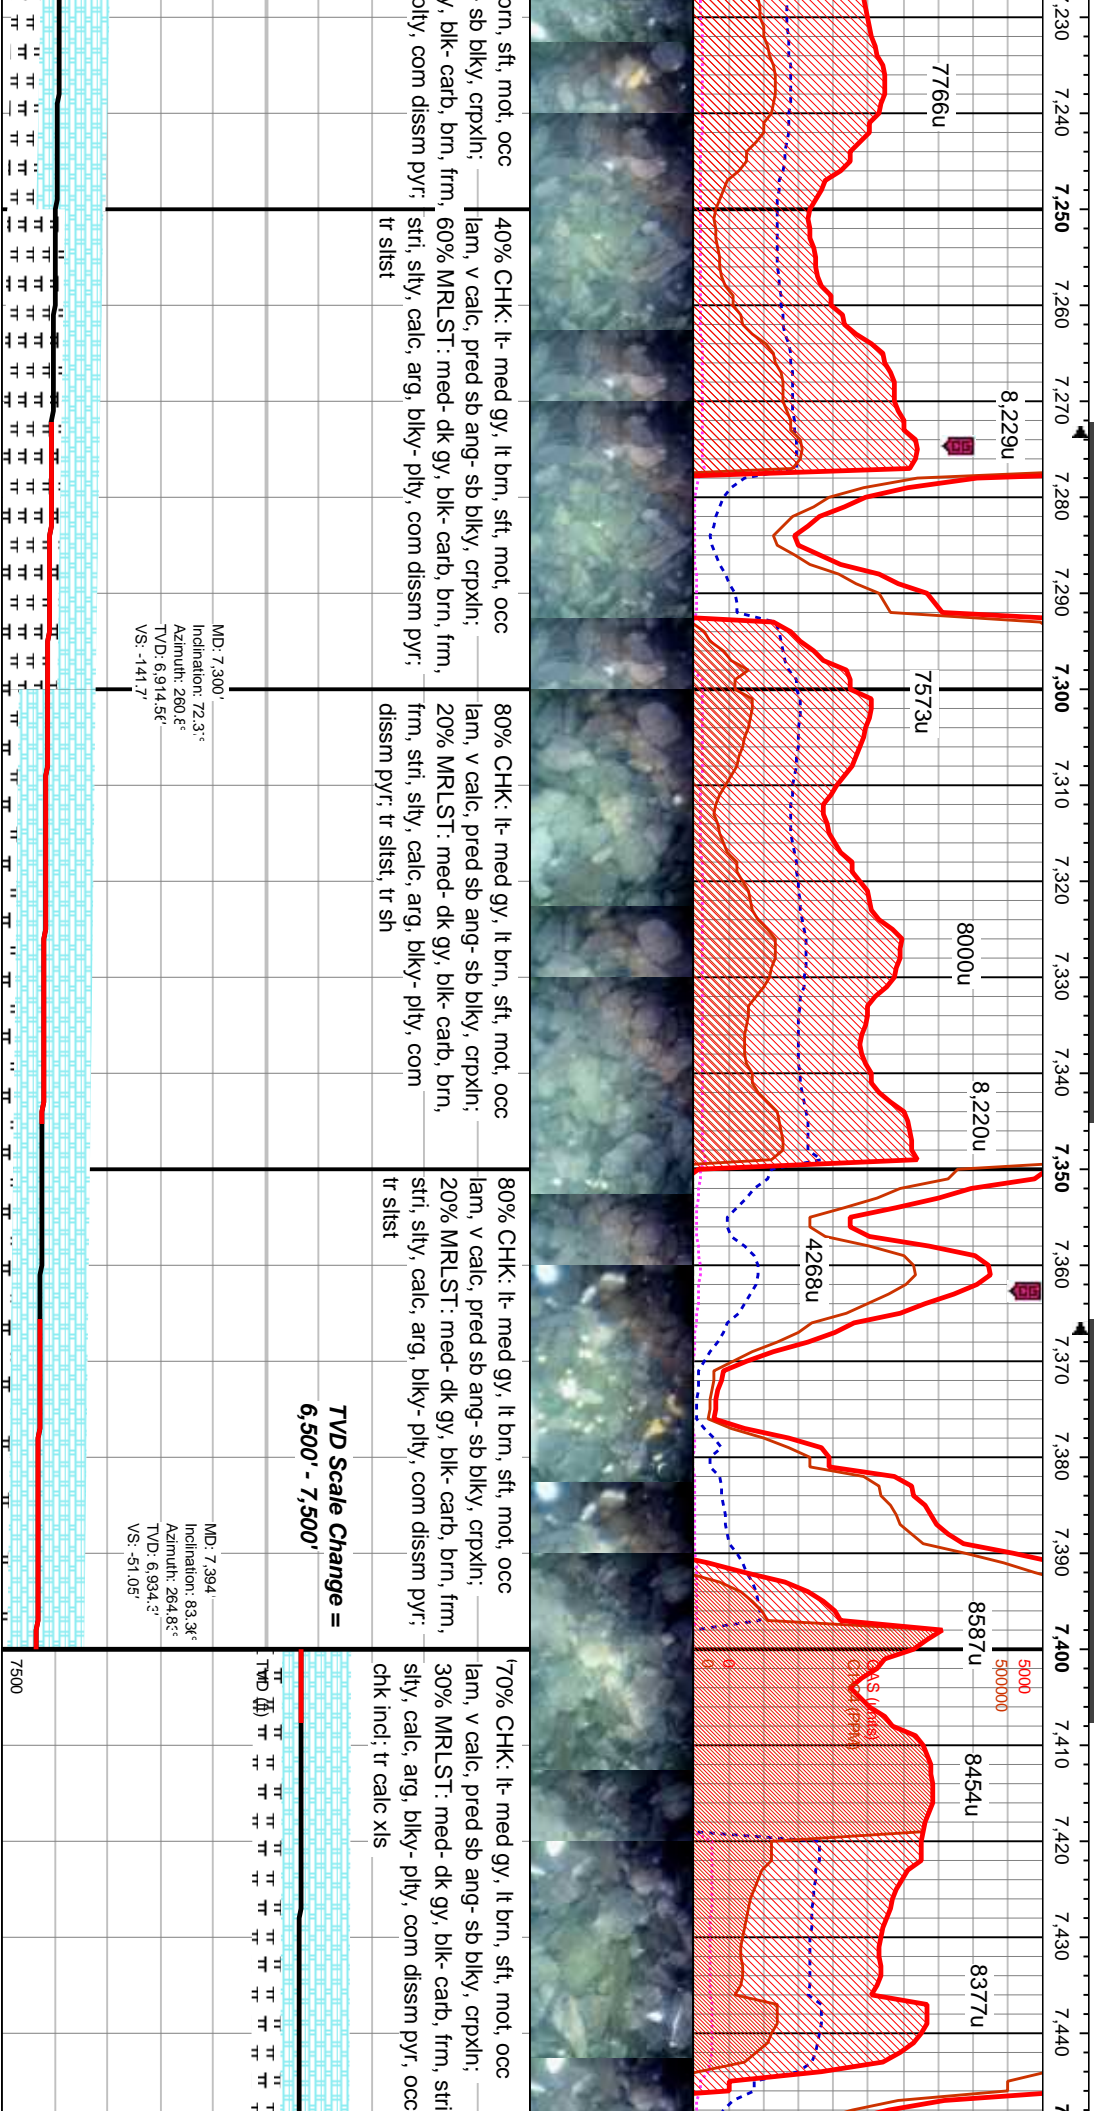 7,230
7,240
7,250
7,260
7,270
7,280
7,290
7,300
7,310
7,320
7,330
7,340
7,350
7,360
7,370
7,380
7,390
7,400
7,410
7,420
7,430
7,440
7766u
8,229u
CG
7573u
8000u
8,220u
4268u
CG
8587u
8454u
8377u
5000
500000
GAS (units)
(PPM)
0
0
brn, sft, mot, occ
sb blky, crpxln;
blk- carb, brn, frm,
plty, com dissm pyr;
40% CHK: lt- med gy, lt brn, sft, mot, occ
lam, v calc, pred sb ang- sb blky, crpxln;
60% MRLST: med- dk gy, blk- carb, brn, frm,
stri, slty, calc, arg, blky- plty, com dissm pyr;
tr sltst
80% CHK: lt- med gy, lt brn, sft, mot, occ
lam, v calc, pred sb ang- sb blky, crpxln;
20% MRLST: med- dk gy, blk- carb, brn,
frm, stri, slty, calc, arg, blky- plty, com
dissm pyr; tr sltst, tr sh
80% CHK: lt- med gy, lt brn, sft, mot, occ
lam, v calc, pred sb ang- sb blky, crpxln;
20% MRLST: med- dk gy, blk- carb, brn, frm,
stri, slty, calc, arg, blky- plty, com dissm pyr;
tr sltst
70% CHK: lt- med gy, lt brn, sft, mot, occ
lam, v calc, pred sb ang- sb blky, crpxln;
30% MRLST: med- dk gy, blk- carb, frm, stri
slty, calc, arg, blky- plty, com dissm pyr, occ
chk incl; tr calc xls
TVD Scale Change =
6,500' - 7,500'
MD: 7,300'
Inclination: 72.3
Azimuth: 260.
TVD: 6,914.5
VS: -141.7'
MD: 7,394'
Inclination: 83.3
Azimuth: 264.8
TVD: 6,934.
VS: -51.05'
TVD (ft)
7500